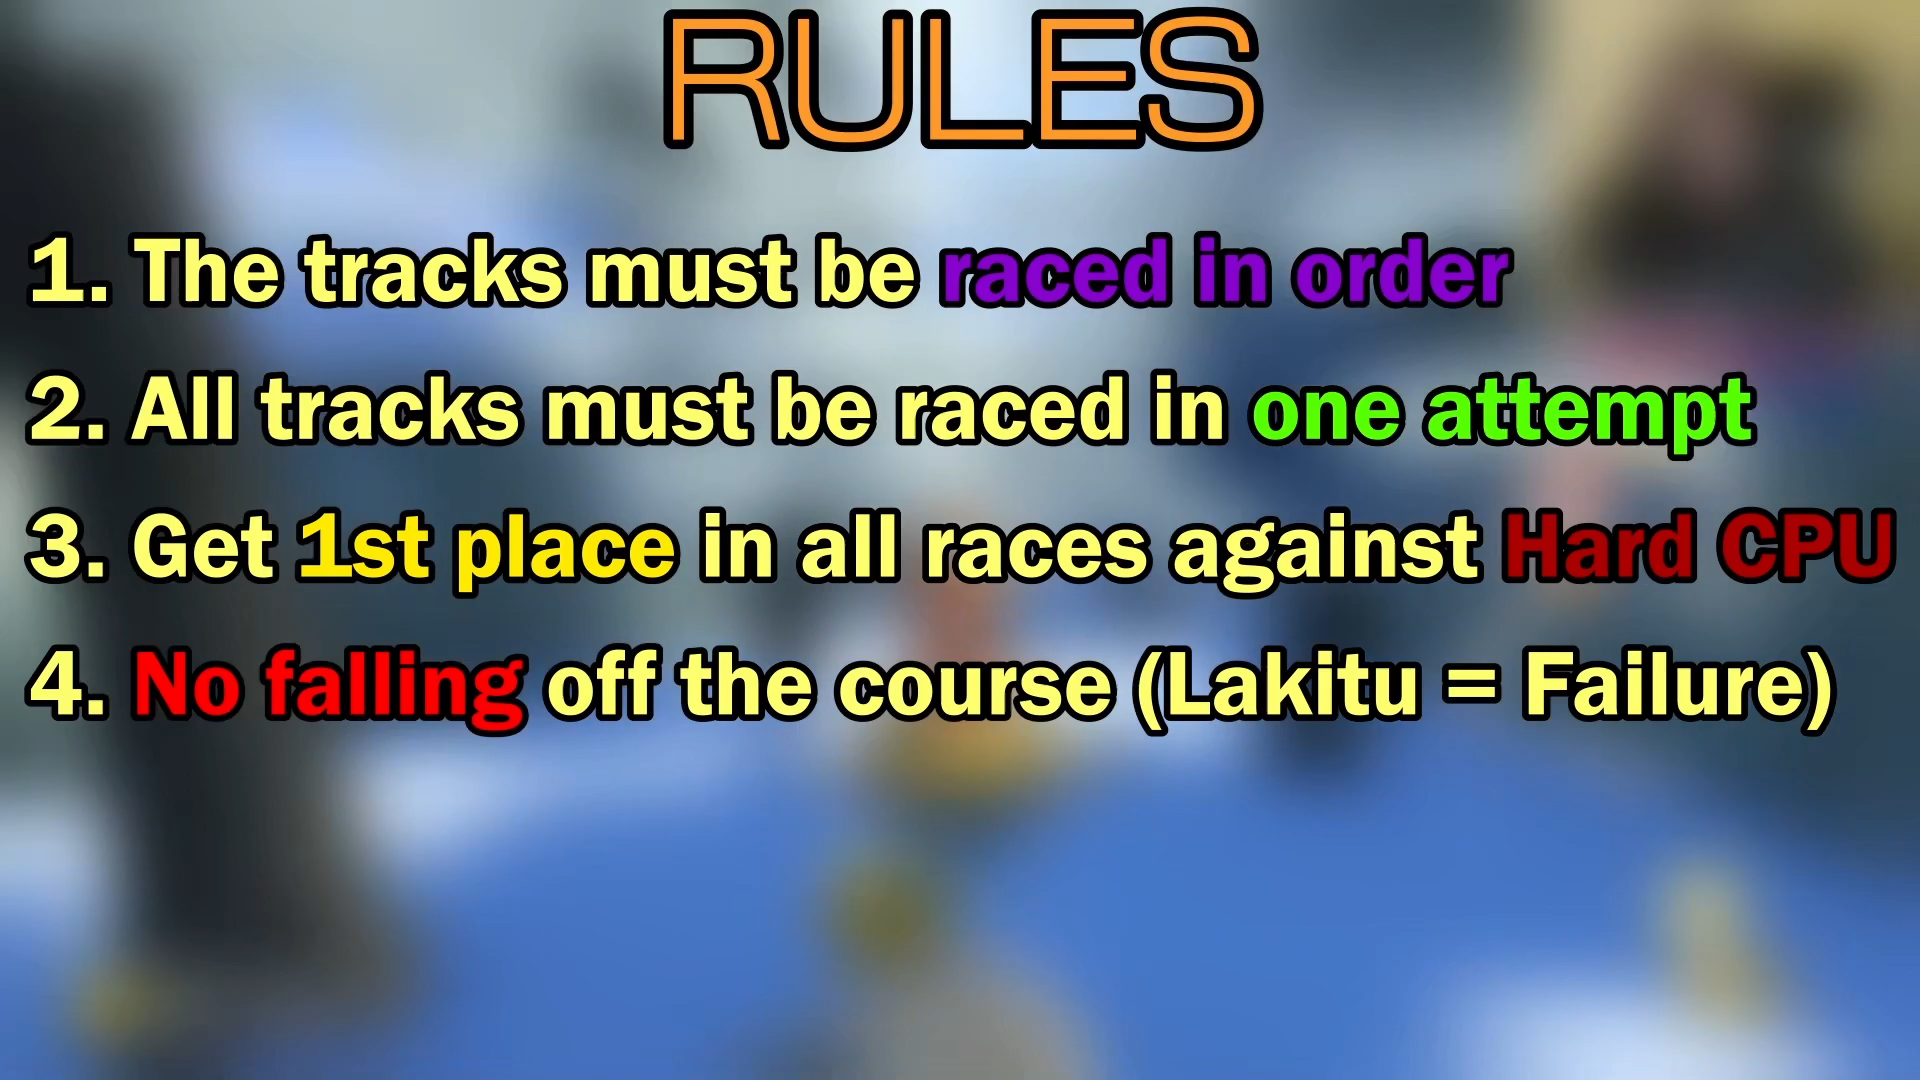 RULES
1. The tracks must be raced in order
2. All tracks must be raced in one attempt
3. Get 1st place in all races against Hard CPU
4. No falling off the course (Lakitu = Failure)